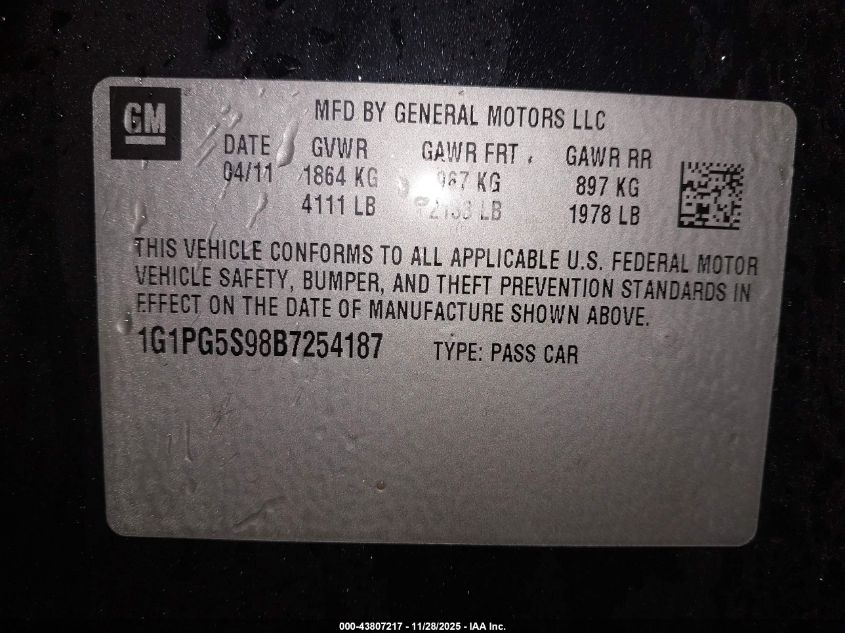 GM
MFD BY GENERAL MOTORS LLC
DATE GVWR GAWR FRT GAWR RR
04/11 1864 KG 967 KG 897 KG
4111 LB LB 1978 LB
THIS VEHICLE CONFORMS TO ALL APPLICABLE U.S. FEDERAL MOTOR
VEHICLE SAFETY, BUMPER, AND THEFT PREVENTION STANDARDS IN
EFFECT ON THE DATE OF MANUFACTURE SHOWN ABOVE.
1G1PG5S98B7254187 TYPE: PASS CAR
000-43807217 - 11/28/2025 - IAA Inc.